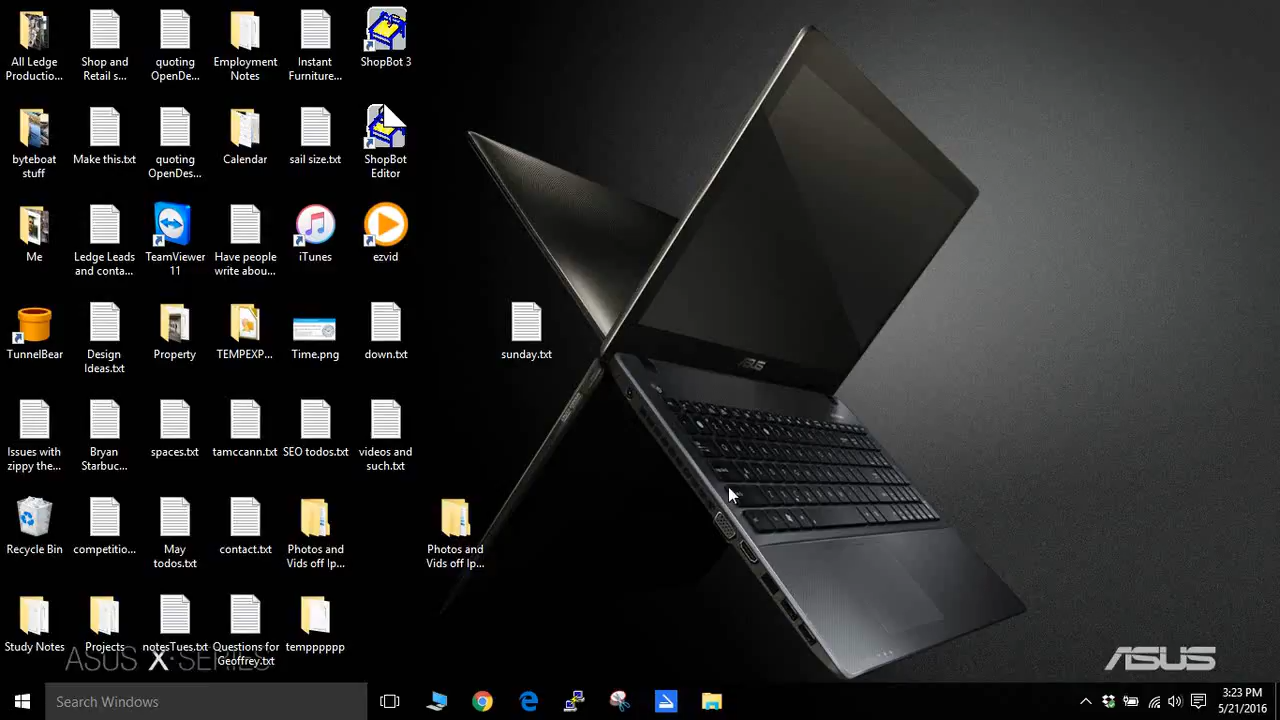 All Ledge
Productio...
Shop and
Retail s...
quoting
OpenDe...
Employment
Notes
Instant
Furniture...
ShopBot 3
byteboat
stuff
Make this.txt
quoting
OpenDes...
Calendar
sail size.txt
ShopBot
Editor
Me
Ledge Leads
and conta...
TeamViewer
11
Have people
write abou...
iTunes
ezvid
TunnelBear
Design
Ideas.txt
Property
TEMPEXP...
Time.png
down.txt
sunday.txt
Issues with
zippy the...
Bryan
Starbuc...
spaces.txt
tamccann.txt
SEO todos.txt
videos and
such.txt
Recycle Bin
competitio...
May
todos.txt
contact.txt
Photos and
Vids off Ip...
Photos and
Vids off Ip...
Study Notes
Projects
notesTues.txt
Questions for
Geoffrey.txt
tempppppp
ASUS X-SERIES
ASUS
ASUS
Search Windows
3:23 PM
5/21/2016